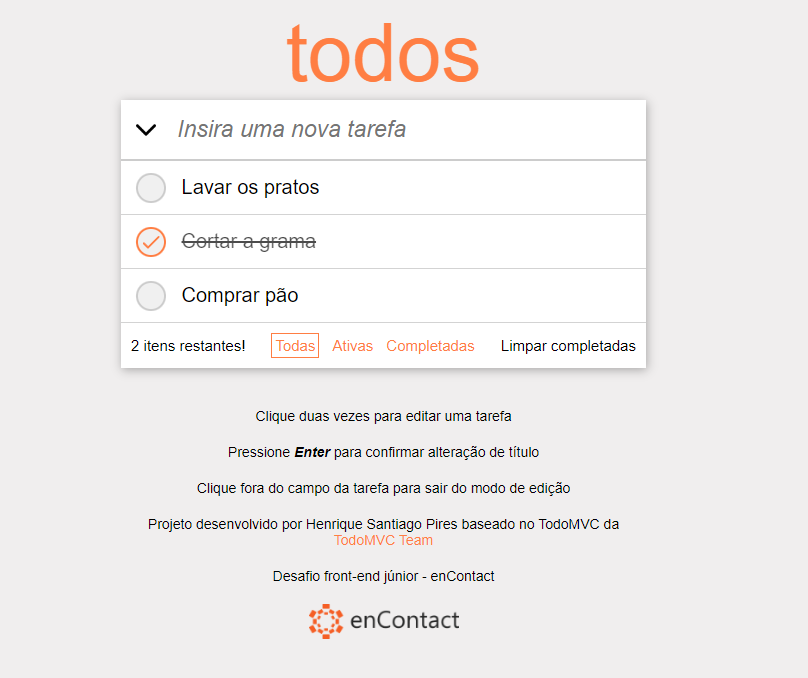 todos
Insira uma nova tarefa
Lavar os pratos
Cortar a grama
Comprar pão
2 itens restantes! Todas Ativas Completadas Limpar completadas
Clique duas vezes para editar uma tarefa
Pressione Enter para confirmar alteração de título
Clique fora do campo da tarefa para sair do modo de edição
Projeto desenvolvido por Henrique Santiago Pires baseado no TodoMVC da
TodoMVC Team
Desafio front-end júnior - enContact
enContact